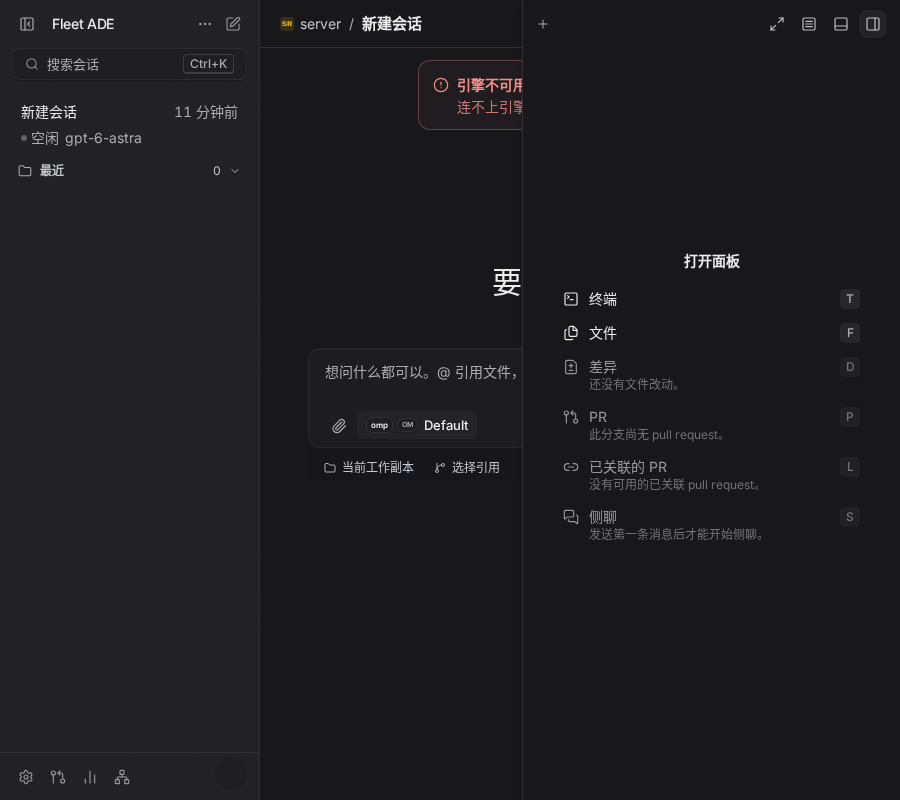 Fleet ADE
搜索会话 Ctrl+K
新建会话 11 分钟前
空闲 gpt-6-astra
最近 0
SR server / 新建会话
引擎不可用
连不上引擎
要
想问什么都可以。@ 引用文件，
omp OM Default
当前工作副本 选择引用
打开面板
终端 T
文件 F
差异 D
还没有文件改动。
PR P
此分支尚无 pull request。
已关联的 PR L
没有可用的已关联 pull request。
侧聊 S
发送第一条消息后才能开始侧聊。